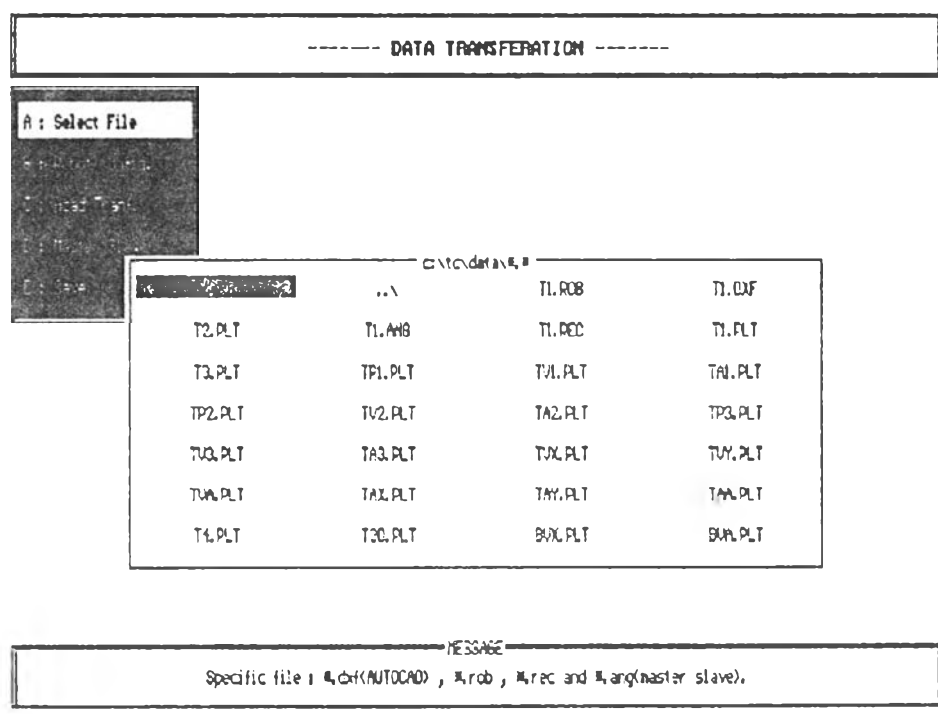 ------- DATA TRANSFERATION -------
A : Select File
c:\tc\data\*.*
..\ T1.ROB T1.DXF
T2.PLT T1.ANG T1.REC T1.PLT
T3.PLT TP1.PLT TV1.PLT TA1.PLT
TP2.PLT TV2.PLT TA2.PLT TP3.PLT
TV3.PLT TA3.PLT TVX.PLT TVY.PLT
TVA.PLT TAX.PLT TAY.PLT TAA.PLT
T4.PLT T3D.PLT BVX.PLT BVA.PLT
MESSAGE
Specific file : *.dxf(AUTOCAD) , *.rob , *.rec and *.ang(master slave).